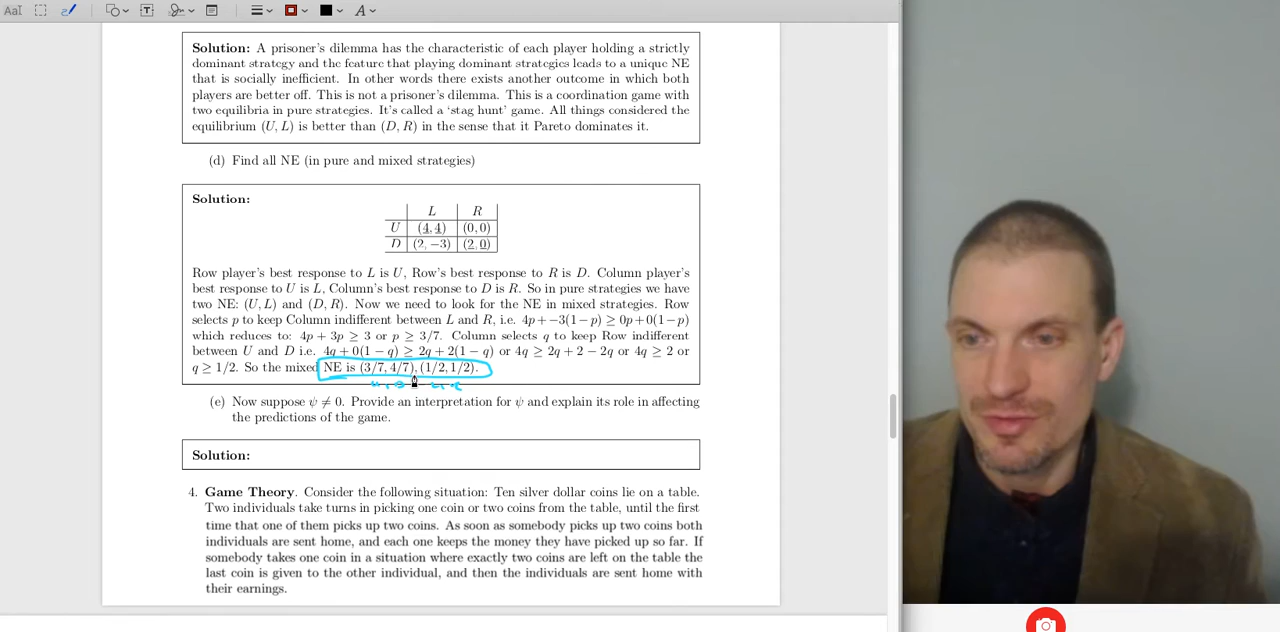 AaI
A
Solution: A prisoner's dilemma has the characteristic of each player holding a strictly
dominant strategy and the feature that playing dominant strategies leads to a unique NE
that is socially inefficient. In other words there exists another outcome in which both
players are better off. This is not a prisoner's dilemma. This is a coordination game with
two equilibria in pure strategies. It's called a 'stag hunt' game. All things considered the
equilibrium (U, L) is better than (D, R) in the sense that it Pareto dominates it.
(d) Find all NE (in pure and mixed strategies)
Solution:
L R
U (4,4) (0,0)
D (2, −3) (2,0)
Row player's best response to L is U, Row's best response to R is D. Column player's
best response to U is L, Column's best response to D is R. So in pure strategies we have
two NE: (U, L) and (D, R). Now we need to look for the NE in mixed strategies. Row
selects p to keep Column indifferent between L and R, i.e. 4p + −3(1 − p) ≥ 0p + 0(1 − p)
which reduces to: 4p + 3p ≥ 3 or p ≥ 3/7. Column selects q to keep Row indifferent
between U and D i.e. 4q + 0(1 − q) ≥ 2q + 2(1 − q) or 4q ≥ 2q + 2 − 2q or 4q ≥ 2 or
q ≥ 1/2. So the mixed NE is (3/7, 4/7), (1/2, 1/2).
(e) Now suppose ψ ≠ 0. Provide an interpretation for ψ and explain its role in affecting
the predictions of the game.
Solution:
4. Game Theory. Consider the following situation: Ten silver dollar coins lie on a table.
Two individuals take turns in picking one coin or two coins from the table, until the first
time that one of them picks up two coins. As soon as somebody picks up two coins both
individuals are sent home, and each one keeps the money they have picked up so far. If
somebody takes one coin in a situation where exactly two coins are left on the table the
last coin is given to the other individual, and then the individuals are sent home with
their earnings.